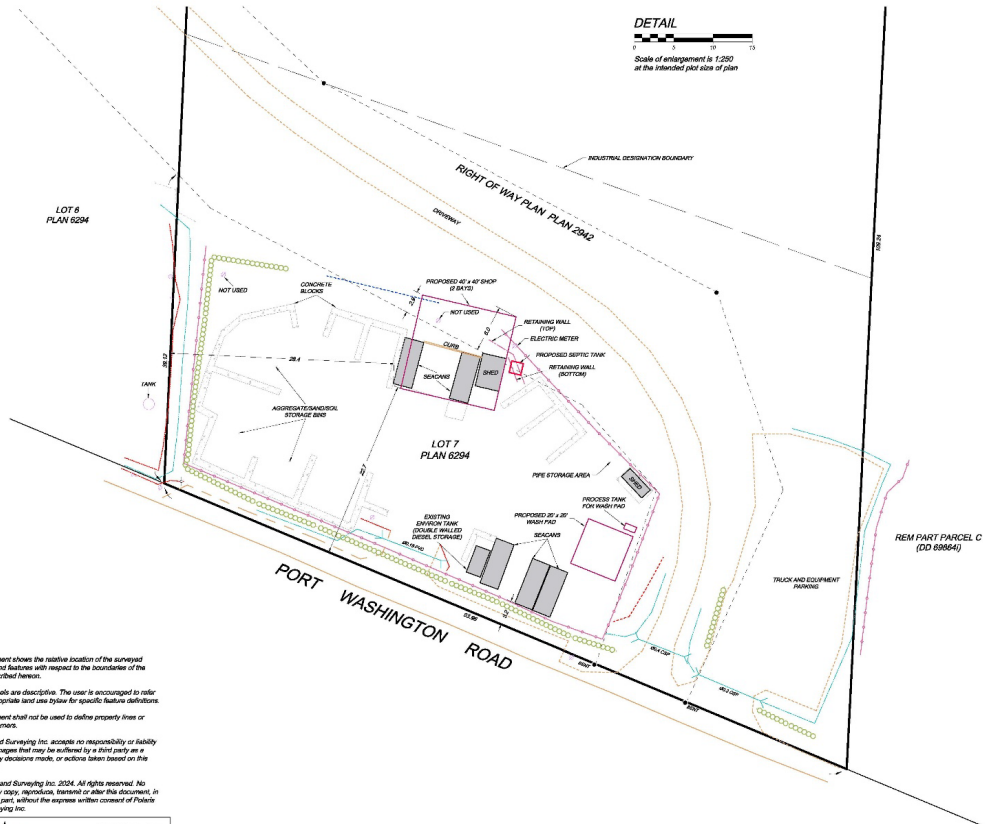 DETAIL
0 5 10 15
Scale of enlargement is 1:250
at the intended plot size of plan
INDUSTRIAL DESIGNATION BOUNDARY
RIGHT OF WAY PLAN PLAN 2942
DRIVEWAY
LOT 6
PLAN 6294
NOT USED
CONCRETE
BLOCKS
PROPOSED 40' x 40' SHOP
(2 BAYS)
NOT USED
RETAINING WALL
(TOP)
ELECTRIC METER
PROPOSED SEPTIC TANK
RETAINING WALL
(BOTTOM)
CURB
SEACANS
SHED
6.0
28.4
TANK
AGGREGATE/SAND/SOIL
STORAGE BINS
LOT 7
PLAN 6294
PIPE STORAGE AREA
SHED
PROCESS TANK
FOR WASH PAD
PROPOSED 20' x 20'
WASH PAD
EXISTING
ENVIRON TANK
(DOUBLE WALLED
DIESEL STORAGE)
SEACANS
REM PART PARCEL C
(DD 69864I)
TRUCK AND EQUIPMENT
PARKING
PORT WASHINGTON ROAD
BENT
BENT
ent shows the relative location of the surveyed
nd features with respect to the boundaries of the
ribed hereon.
els are descriptive. The user is encouraged to refer
opriate land use bylaw for specific feature definitions.
ent shall not be used to define property lines or
rners.
d Surveying Inc. accepts no responsibility or liability
mages that may be suffered by a third party as a
y decisions made, or actions taken based on this
and Surveying Inc. 2024. All rights reserved. No
y copy, reproduce, transmit or alter this document, in
part, without the express written consent of Polaris
ying Inc.